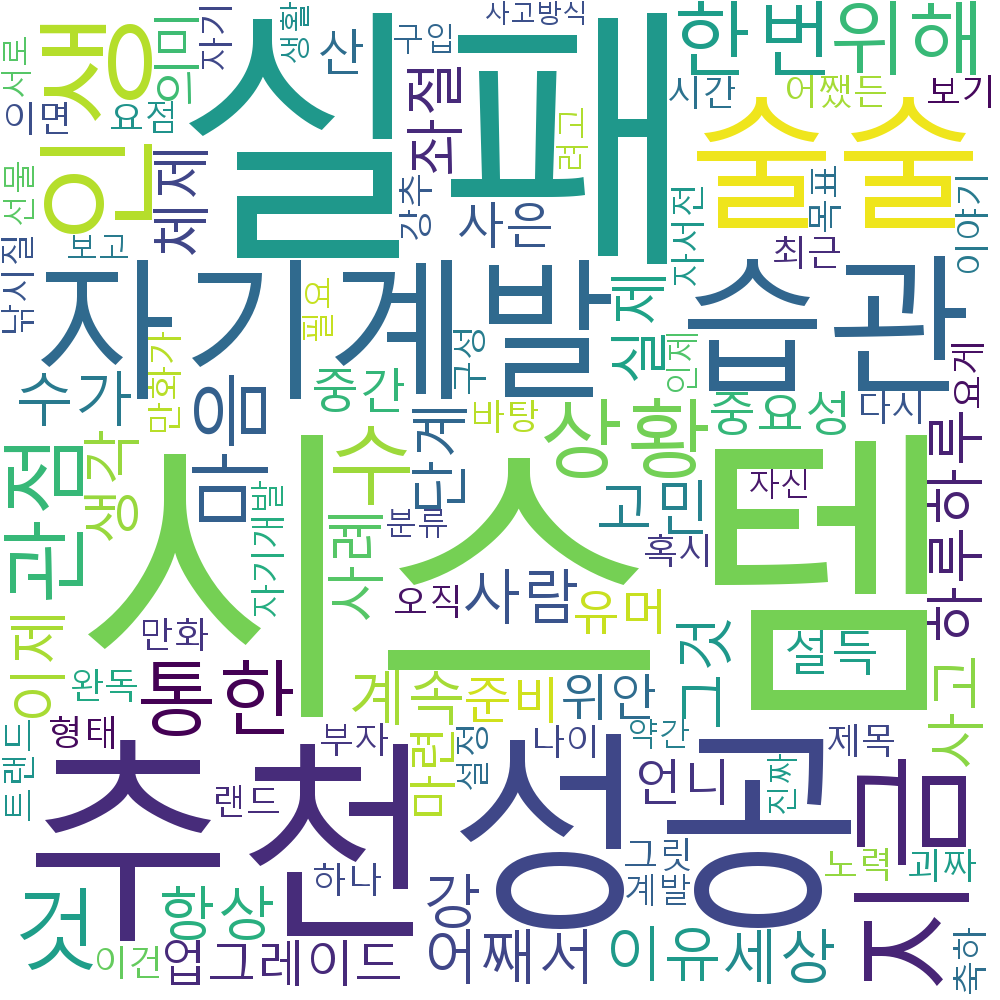 사고방식
자기
생활
산
구입
한번
위해
인생
의미
실패
서로
이면
요점
좌절
려고
시간
어쨌든
보기
술술
선물
체제
강추
사은
자서전
목표
이야기
보고
최근
낚시질
자기계발
습관
필요
실제
수가
만화가
마음
중간
구성
인제
요게
바탕
상황
중요성
다시
관점
생각
시스템
수
단계
하루하루
자신
고민
자기개발
사례
분류
혹시
오직
사람
유머
그것
설득
이제
만화
완독
통한
계속
준비
위안
사고
형태
트랜드
부자
마련
설정
나이
약간
제목
추천
랜드
성공
언니
진짜
지금
하나
그릿
계발
노력
괴짜
것
항상
강
이건
업그레이드
어째서
이유
세상
축하